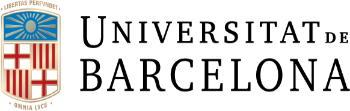 LIBERTAS PERFUNDET
OMNIA LUCE
UNIVERSITAT DE
BARCELONA